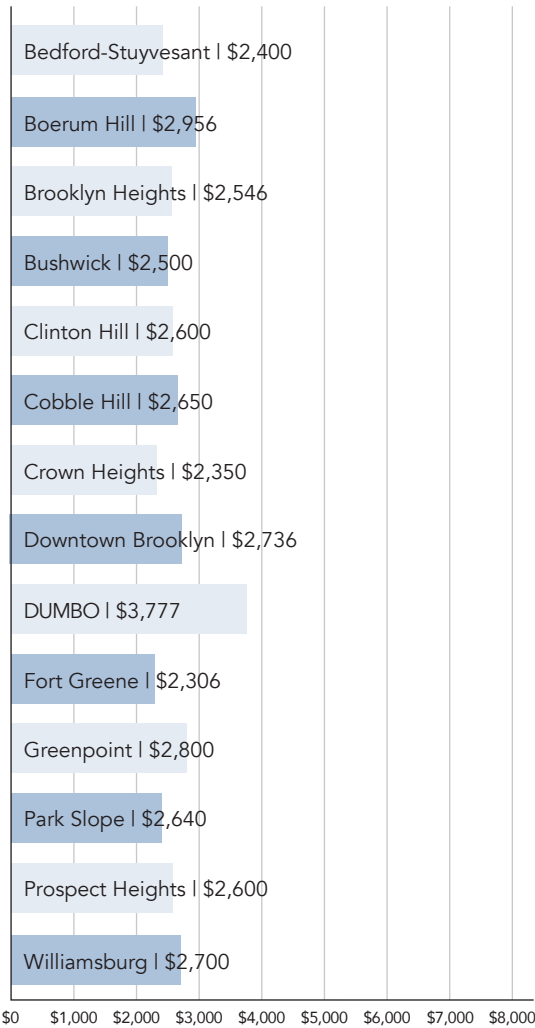 Bedford-Stuyvesant | $2,400
Boerum Hill | $2,956
Brooklyn Heights | $2,546
Bushwick | $2,500
Clinton Hill | $2,600
Cobble Hill | $2,650
Crown Heights | $2,350
Downtown Brooklyn | $2,736
DUMBO | $3,777
Fort Greene | $2,306
Greenpoint | $2,800
Park Slope | $2,640
Prospect Heights | $2,600
Williamsburg | $2,700
$0 $1,000 $2,000 $3,000 $4,000 $5,000 $6,000 $7,000 $8,000